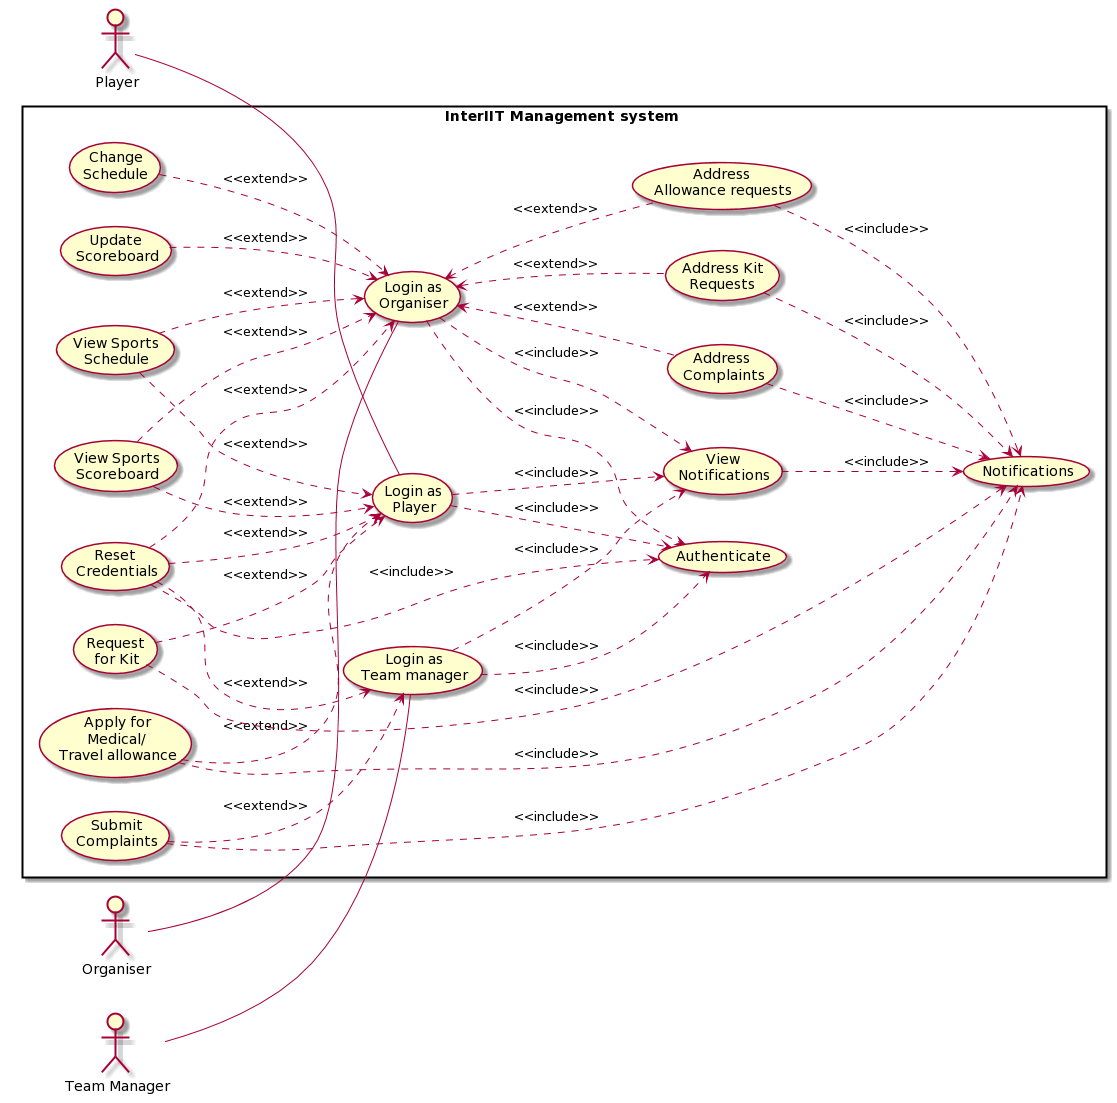 Player
InterIIT Management system
Change
Schedule
<<extend>>
Address
Allowance requests
<<extend>>
<<include>>
Update
Scoreboard
<<extend>>
<<extend>>
Address Kit
Requests
<<extend>>
Login as
Organiser
<<extend>>
<<include>>
View Sports
Schedule
<<extend>>
<<include>>
Address
Complaints
<<extend>>
<<include>>
<<include>>
<<extend>>
View Sports
Scoreboard
View
Notifications
<<include>>
Notifications
<<include>>
Login as
Player
<<extend>>
<<include>>
<<extend>>
Reset
Credentials
<<include>>
Authenticate
<<extend>>
<<include>>
Request
for Kit
<<include>>
Login as
Team manager
<<extend>>
<<include>>
Apply for
Medical/
Travel allowance
<<extend>>
<<include>>
<<extend>>
<<include>>
Submit
Complaints
Organiser
Team Manager